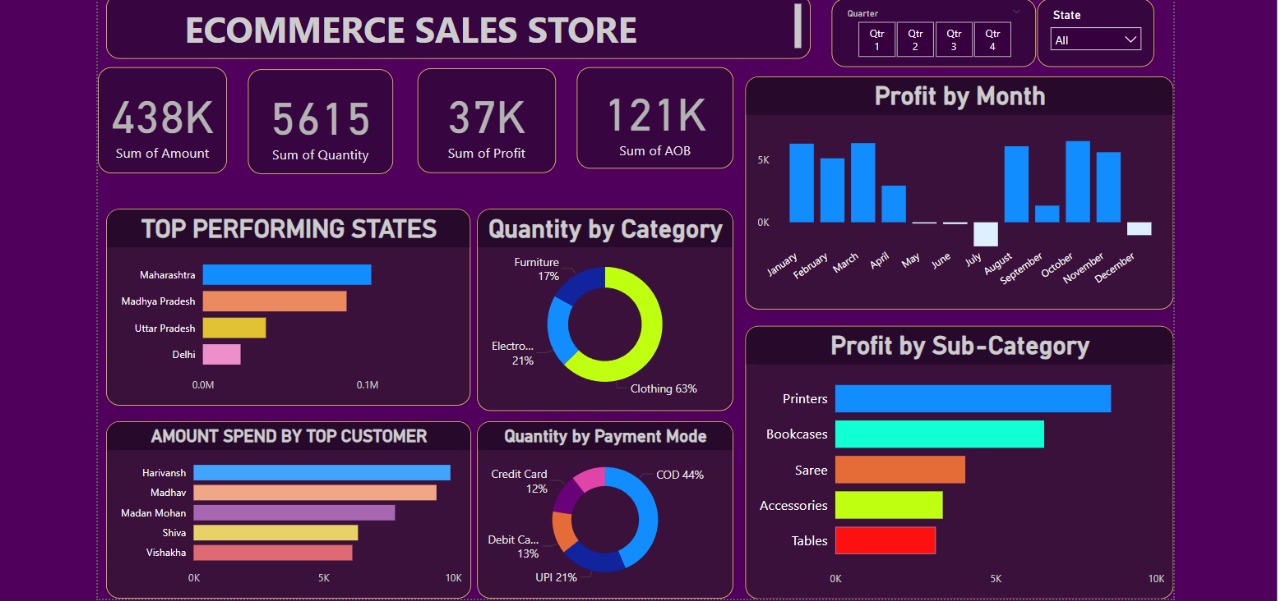 ECOMMERCE SALES STORE
Quarter
Qtr 1
Qtr 2
Qtr 3
Qtr 4
State
All
438K
Sum of Amount
5615
Sum of Quantity
37K
Sum of Profit
121K
Sum of AOB
Profit by Month
5K
0K
January
February
March
April
May
June
July
August
September
October
November
December
TOP PERFORMING STATES
Maharashtra
Madhya Pradesh
Uttar Pradesh
Delhi
0.0M
0.1M
Quantity by Category
Furniture
17%
Electro...
21%
Clothing 63%
Profit by Sub-Category
Printers
Bookcases
Saree
Accessories
Tables
0K
5K
10K
AMOUNT SPEND BY TOP CUSTOMER
Harivansh
Madhav
Madan Mohan
Shiva
Vishakha
0K
5K
10K
Quantity by Payment Mode
Credit Card
12%
COD 44%
Debit Ca...
13%
UPI 21%